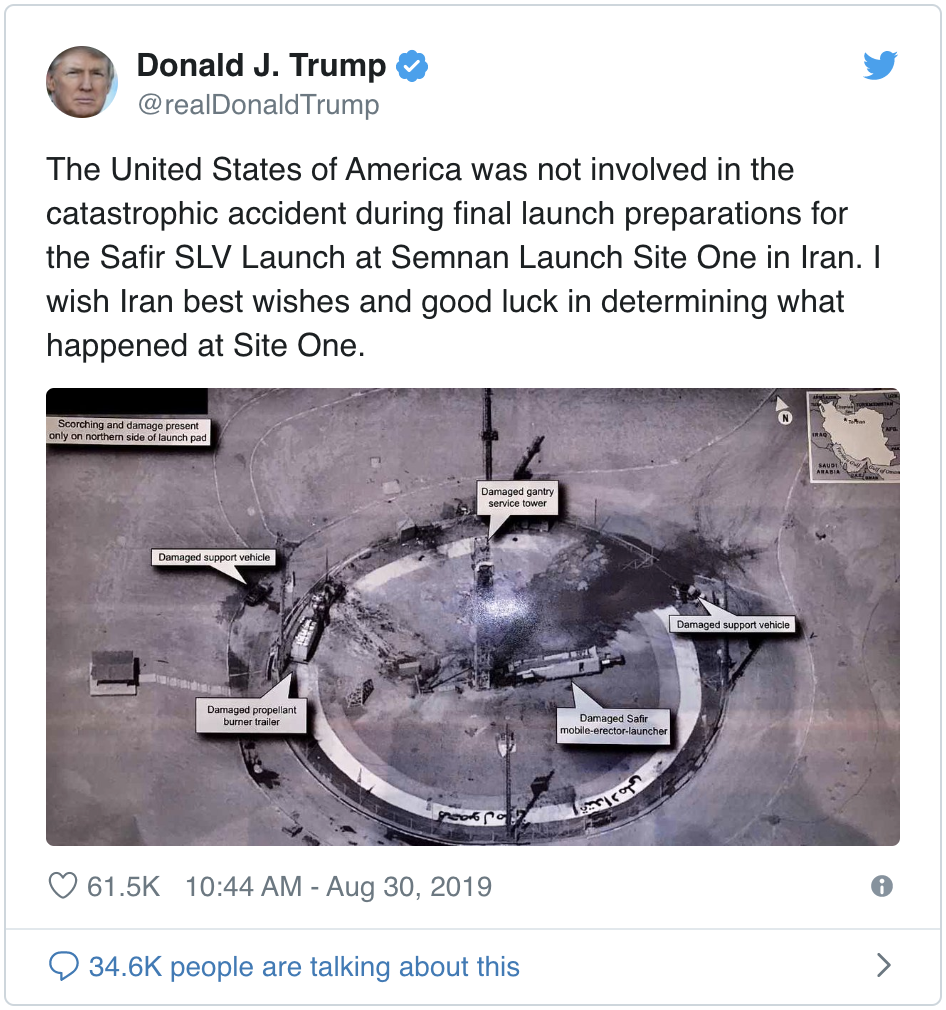 Donald J. Trump
@realDonaldTrump
The United States of America was not involved in the
catastrophic accident during final launch preparations for
the Safir SLV Launch at Semnan Launch Site One in Iran. I
wish Iran best wishes and good luck in determining what
happened at Site One.
Scorching and damage present
only on northern side of launch pad
N
Tehran
IRAQ
AFG.
SAUDI
ARABIA
Damaged gantry
service tower
Damaged support vehicle
Damaged support vehicle
Damaged propellant
burner trailer
Damaged Safir
mobile-erector-launcher
61.5K 10:44 AM - Aug 30, 2019
34.6K people are talking about this